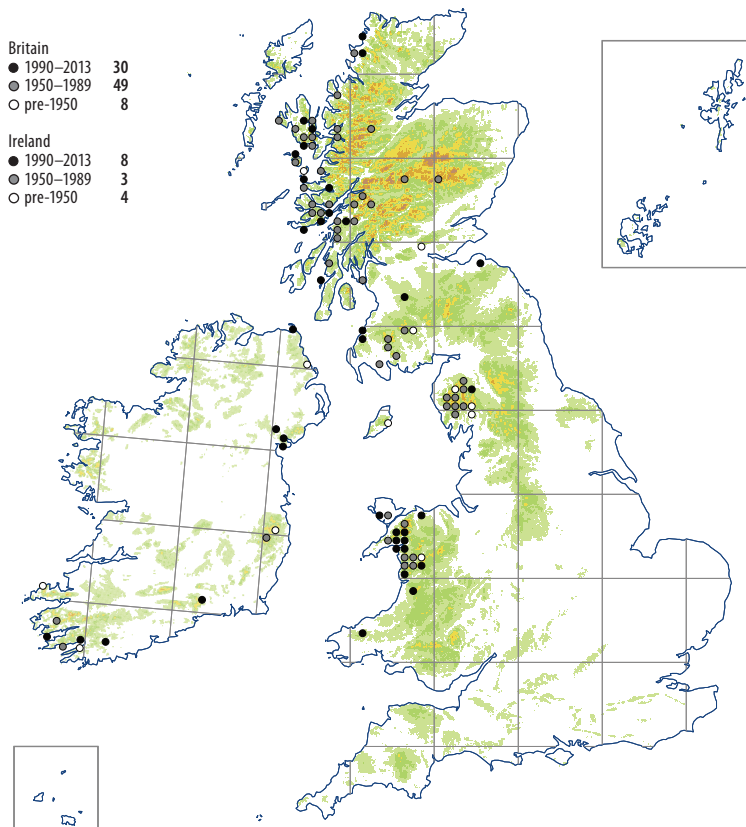 Britain
● 1990–2013 30
● 1950–1989 49
○ pre-1950 8
Ireland
● 1990–2013 8
● 1950–1989 3
○ pre-1950 4